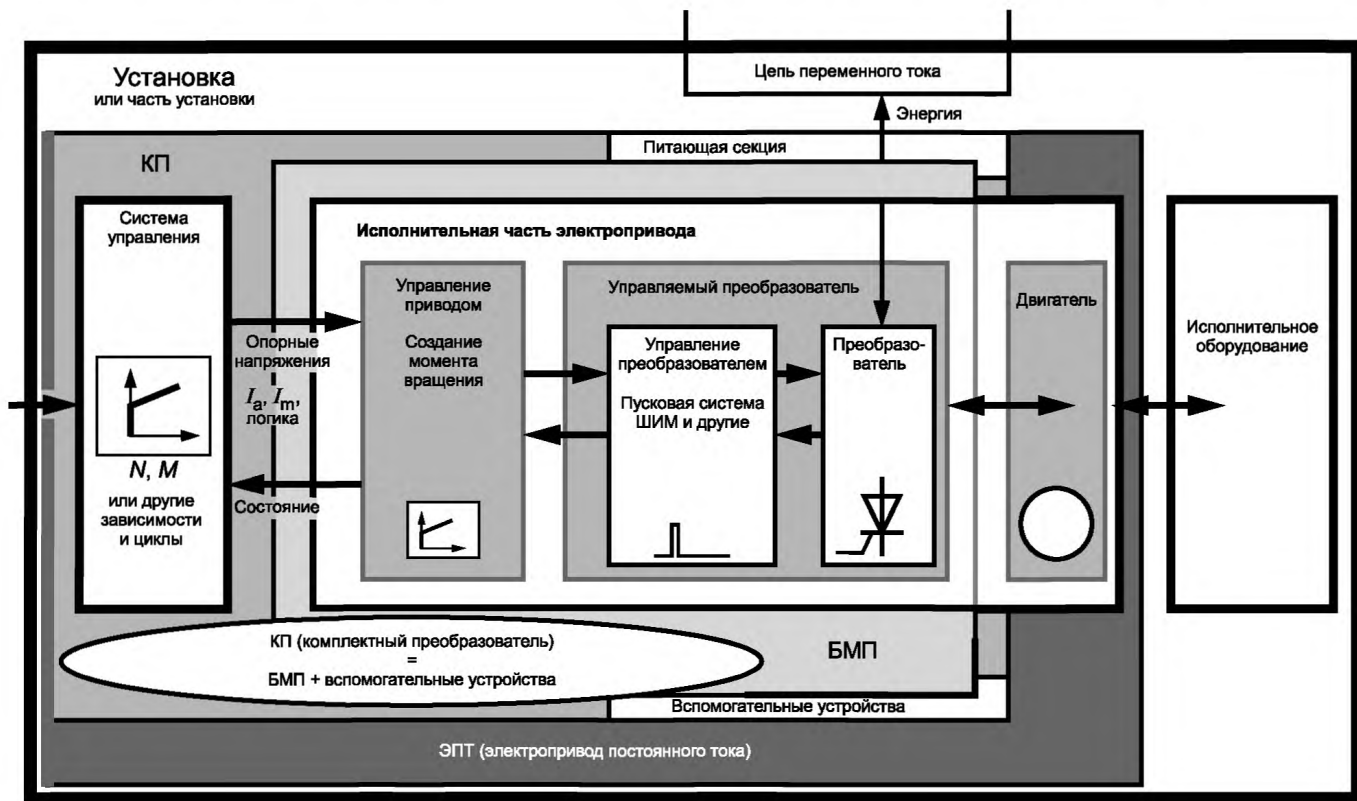 Цепь переменного тока
Установка
или часть установки
Энергия
Питающая секция
КП
Система
управления
Исполнительная часть электропривода
Управление
приводом
Создание
момента
вращения
Управляемый преобразователь
Двигатель
Опорные
напряжения
Iа, Im,
логика
Управление
преобразователем
Пусковая система
ШИМ и другие
Преобразо-
ватель
Исполнительное
оборудование
N, M
или другие
зависимости
и циклы
Состояние
КП (комплектный преобразователь)
=
БМП + вспомогательные устройства
БМП
Вспомогательные устройства
ЭПТ (электропривод постоянного тока)